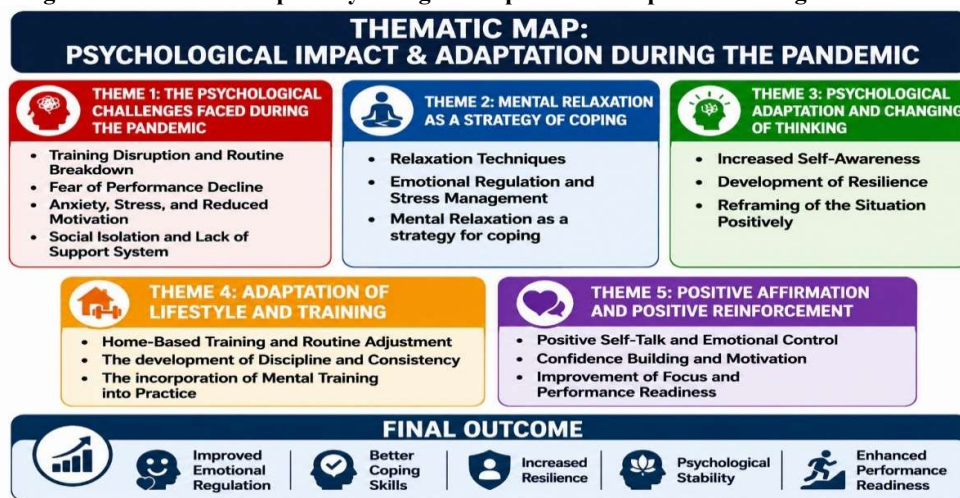 THEMATIC MAP:
PSYCHOLOGICAL IMPACT & ADAPTATION DURING THE PANDEMIC
THEME 1: THE PSYCHOLOGICAL
CHALLENGES FACED DURING
THE PANDEMIC
• Training Disruption and Routine
Breakdown
• Fear of Performance Decline
• Anxiety, Stress, and Reduced
Motivation
• Social Isolation and Lack of
Support System
THEME 2: MENTAL RELAXATION
AS A STRATEGY OF COPING
• Relaxation Techniques
• Emotional Regulation and
Stress Management
• Mental Relaxation as a
strategy for coping
THEME 3: PSYCHOLOGICAL
ADAPTATION AND CHANGING
OF THINKING
• Increased Self-Awareness
• Development of Resilience
• Reframing of the Situation
Positively
THEME 4: ADAPTATION OF
LIFESTYLE AND TRAINING
• Home-Based Training and Routine Adjustment
• The development of Discipline and Consistency
• The incorporation of Mental Training
into Practice
THEME 5: POSITIVE AFFIRMATION
AND POSITIVE REINFORCEMENT
• Positive Self-Talk and Emotional Control
• Confidence Building and Motivation
• Improvement of Focus and
Performance Readiness
FINAL OUTCOME
Improved
Emotional
Regulation
Better
Coping
Skills
Increased
Resilience
Psychological
Stability
Enhanced
Performance
Readiness